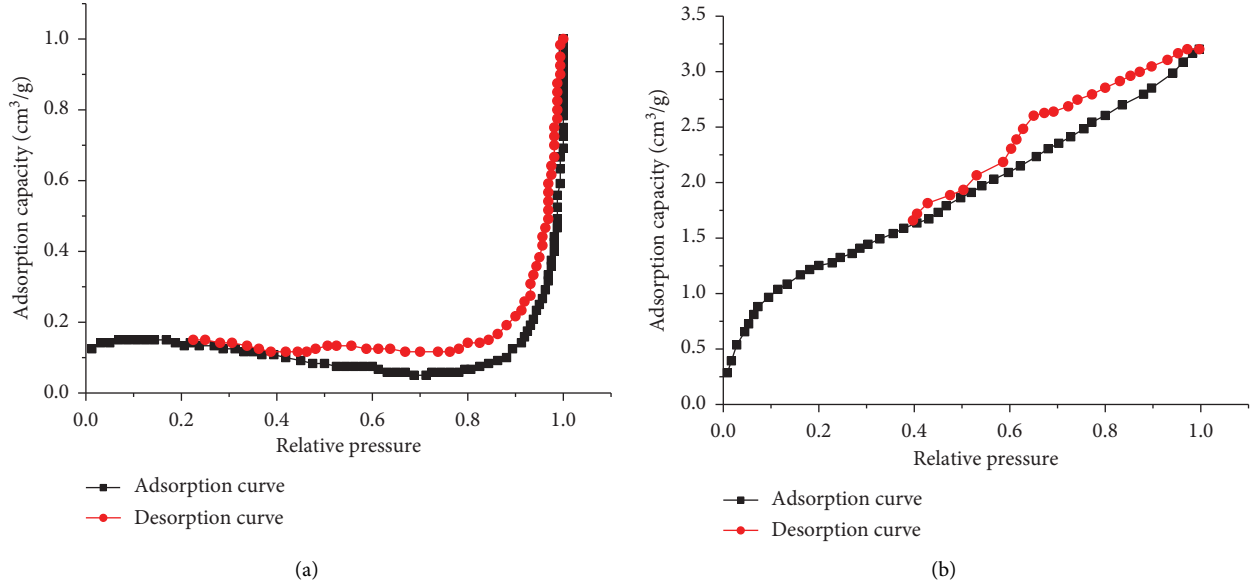 Adsorption capacity (cm³/g)
1.0
0.8
0.6
0.4
0.2
0.0
0.0 0.2 0.4 0.6 0.8 1.0
Relative pressure
Adsorption curve
Desorption curve
(a)
Adsorption capacity (cm³/g)
3.5
3.0
2.5
2.0
1.5
1.0
0.5
0.0
0.0 0.2 0.4 0.6 0.8 1.0
Relative pressure
Adsorption curve
Desorption curve
(b)